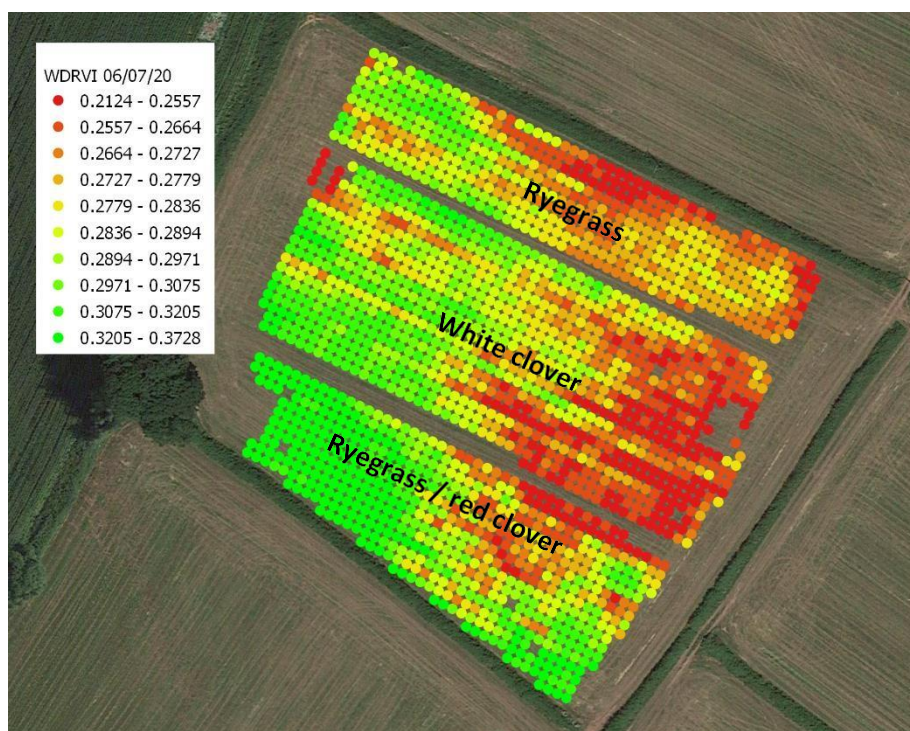 WDRVI 06/07/20
0.2124 - 0.2557
0.2557 - 0.2664
0.2664 - 0.2727
0.2727 - 0.2779
0.2779 - 0.2836
0.2836 - 0.2894
0.2894 - 0.2971
0.2971 - 0.3075
0.3075 - 0.3205
0.3205 - 0.3728
Ryegrass
White clover
Ryegrass / red clover